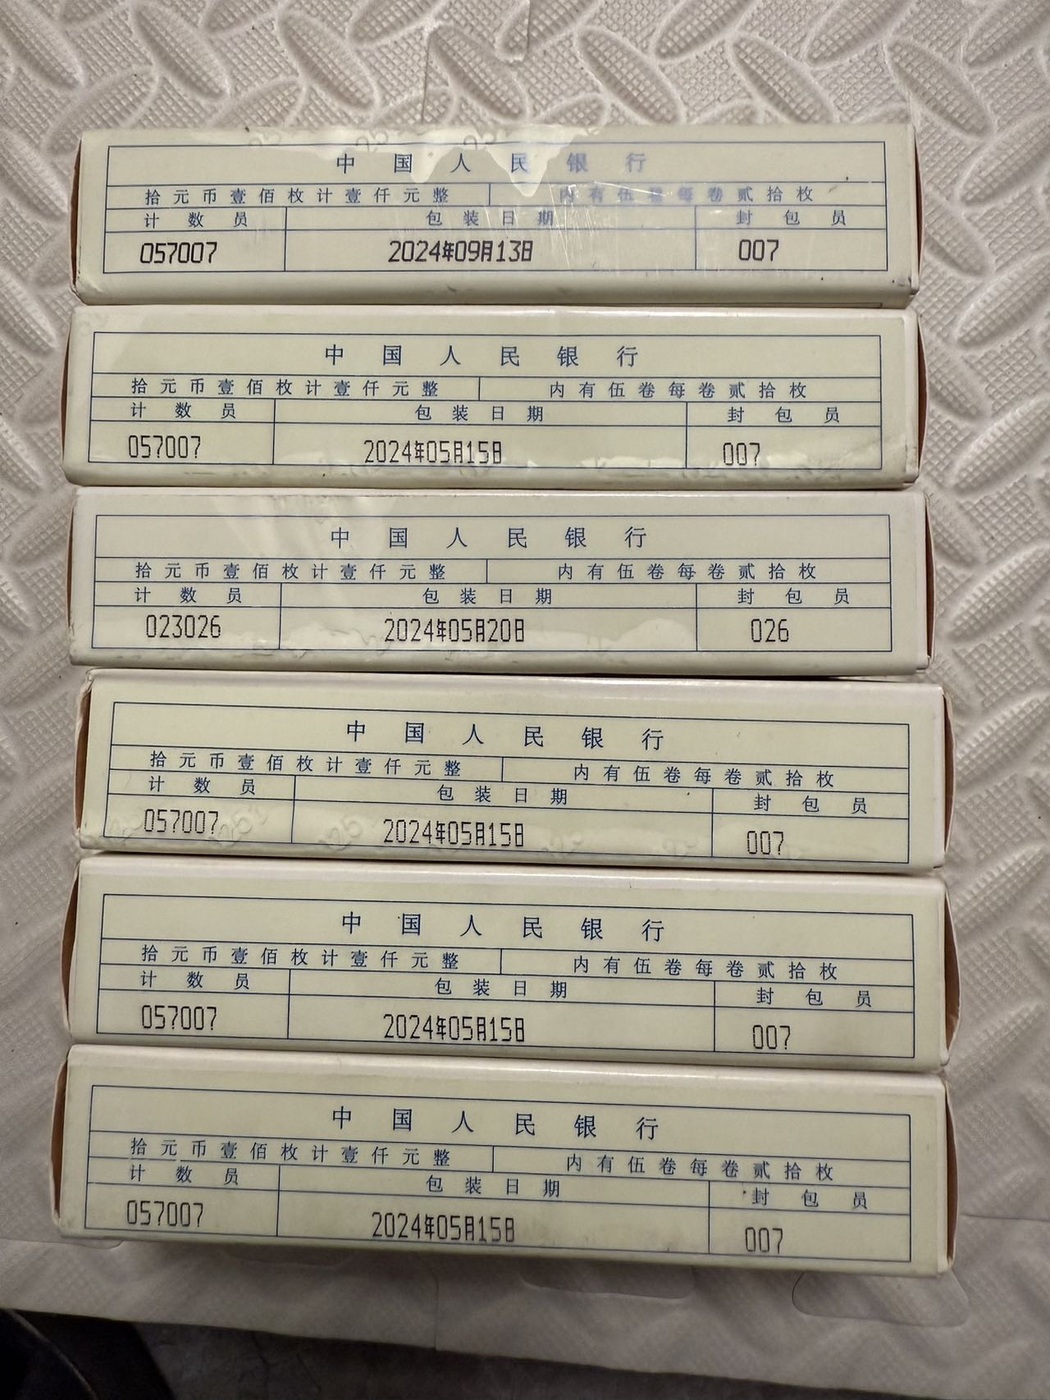 中国人民银行
拾元币壹佰枚计壹仟元整 内有伍卷每卷贰拾枚
计数员 包装日期 封包员
057007 2024年09月13日 007
中国人民银行
拾元币壹佰枚计壹仟元整 内有伍卷每卷贰拾枚
计数员 包装日期 封包员
057007 2024年05月15日 007
中国人民银行
拾元币壹佰枚计壹仟元整 内有伍卷每卷贰拾枚
计数员 包装日期 封包员
023026 2024年05月20日 026
中国人民银行
拾元币壹佰枚计壹仟元整 内有伍卷每卷贰拾枚
计数员 包装日期 封包员
057007 2024年05月15日 007
中国人民银行
拾元币壹佰枚计壹仟元整 内有伍卷每卷贰拾枚
计数员 包装日期 封包员
057007 2024年05月15日 007
中国人民银行
拾元币壹佰枚计壹仟元整 内有伍卷每卷贰拾枚
计数员 包装日期 封包员
057007 2024年05月15日 007